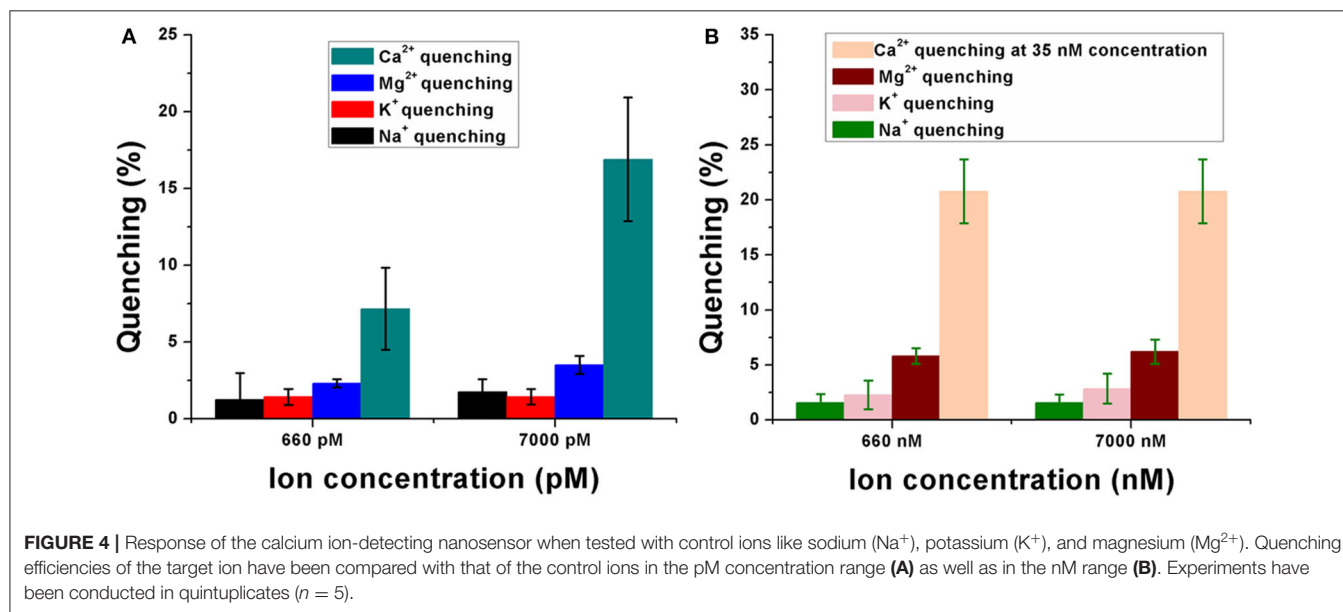 A
Quenching (%)
25
20
15
10
5
0
Ca²⁺ quenching
Mg²⁺ quenching
K⁺ quenching
Na⁺ quenching
660 pM
7000 pM
Ion concentration (pM)
B
Quenching (%)
35
30
25
20
15
10
5
0
Ca²⁺ quenching at 35 nM concentration
Mg²⁺ quenching
K⁺ quenching
Na⁺ quenching
660 nM
7000 nM
Ion concentration (nM)
FIGURE 4 | Response of the calcium ion-detecting nanosensor when tested with control ions like sodium (Na⁺), potassium (K⁺), and magnesium (Mg²⁺). Quenching
efficiencies of the target ion have been compared with that of the control ions in the pM concentration range (A) as well as in the nM range (B). Experiments have
been conducted in quintuplicates (n = 5).